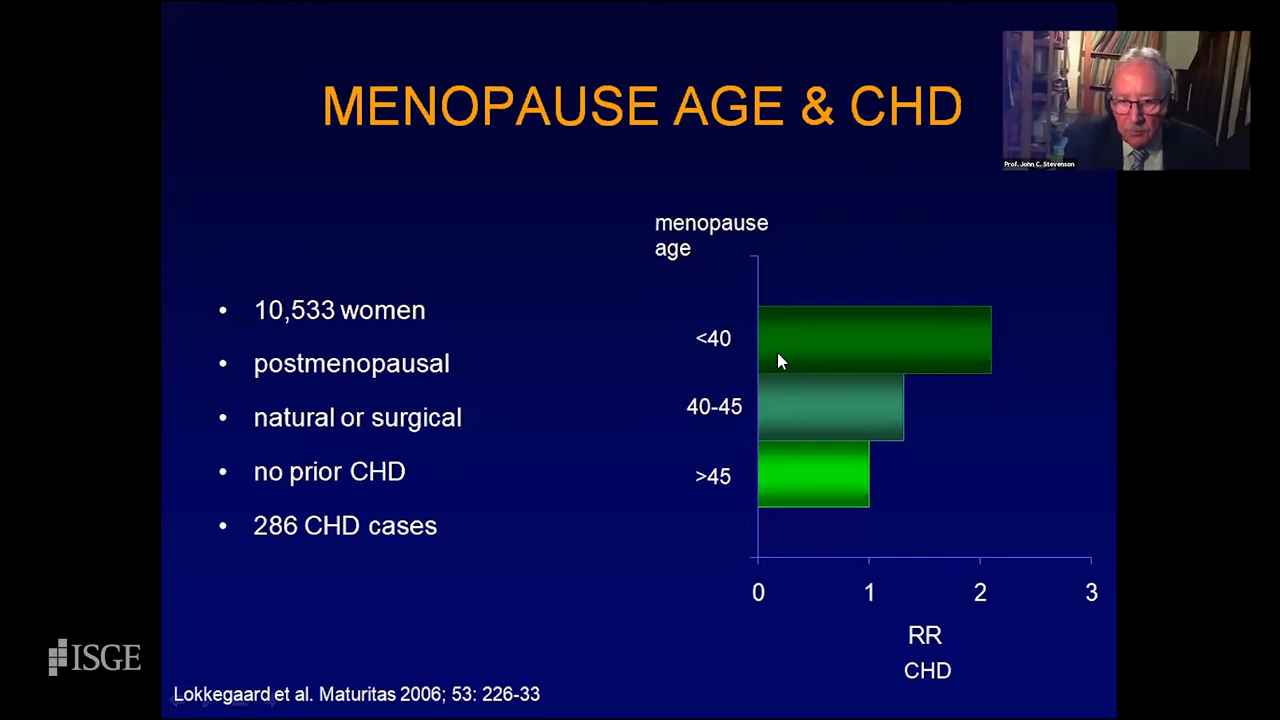 MENOPAUSE AGE & CHD
Prof. John C. Stevenson
menopause
age
• 10,533 women
• postmenopausal
• natural or surgical
• no prior CHD
• 286 CHD cases
<40
40-45
>45
0 1 2 3
RR
CHD
ISGE
Lokkegaard et al. Maturitas 2006; 53: 226-33